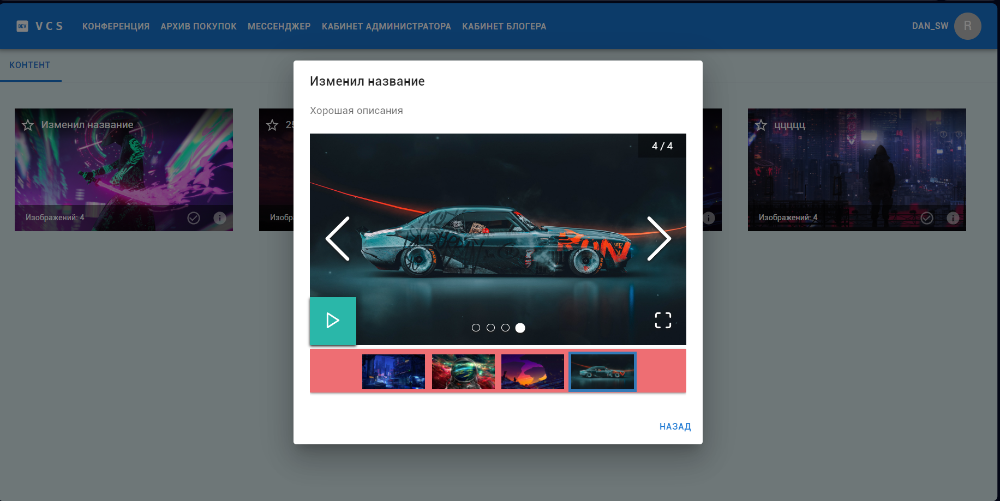 DEV VCS КОНФЕРЕНЦИЯ АРХИВ ПОКУПОК МЕССЕНДЖЕР КАБИНЕТ АДМИНИСТРАТОРА КАБИНЕТ БЛОГЕРА DAN_SW R
КОНТЕНТ
Изменил название
Хорошая описания
Изменил название
25
ццццц
4 / 4
RUN
Изображений: 4
Изобр
Изображений: 4
НАЗАД